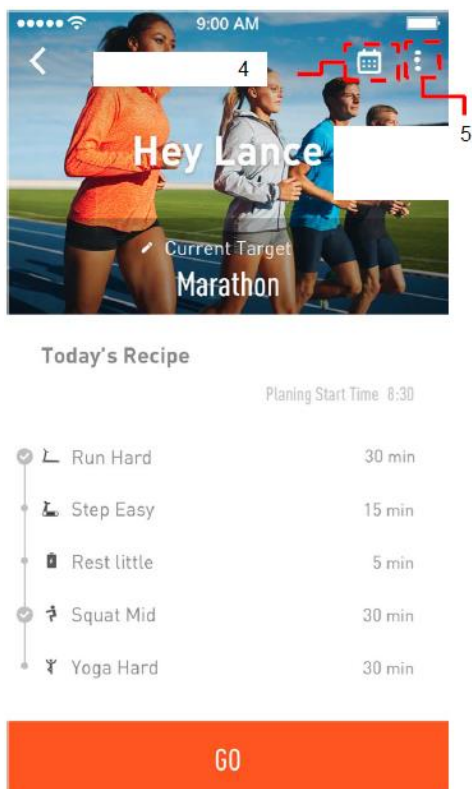 9:00 AM
4
5
Hey Lance
Current Target
Marathon
Today's Recipe
Planing Start Time 8:30
Run Hard 30 min
Step Easy 15 min
Rest little 5 min
Squat Mid 30 min
Yoga Hard 30 min
GO